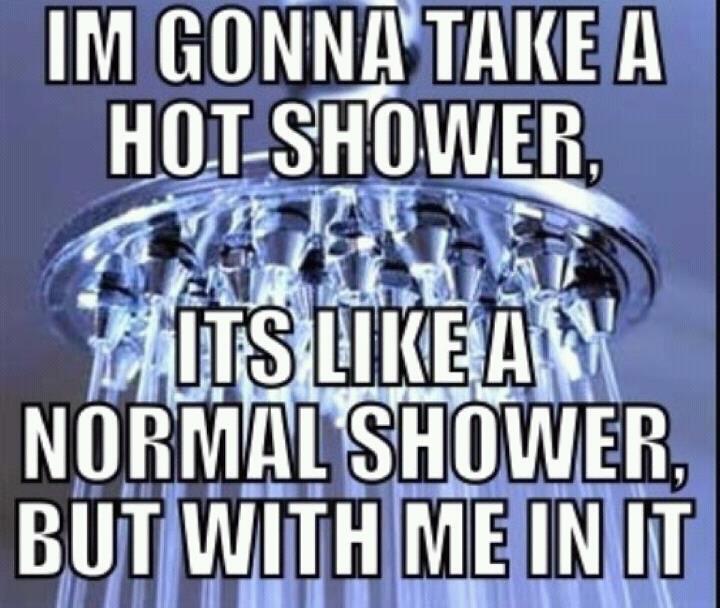 IM GONNA TAKE A
HOT SHOWER,
ITS LIKE A
NORMAL SHOWER,
BUT WITH ME IN IT